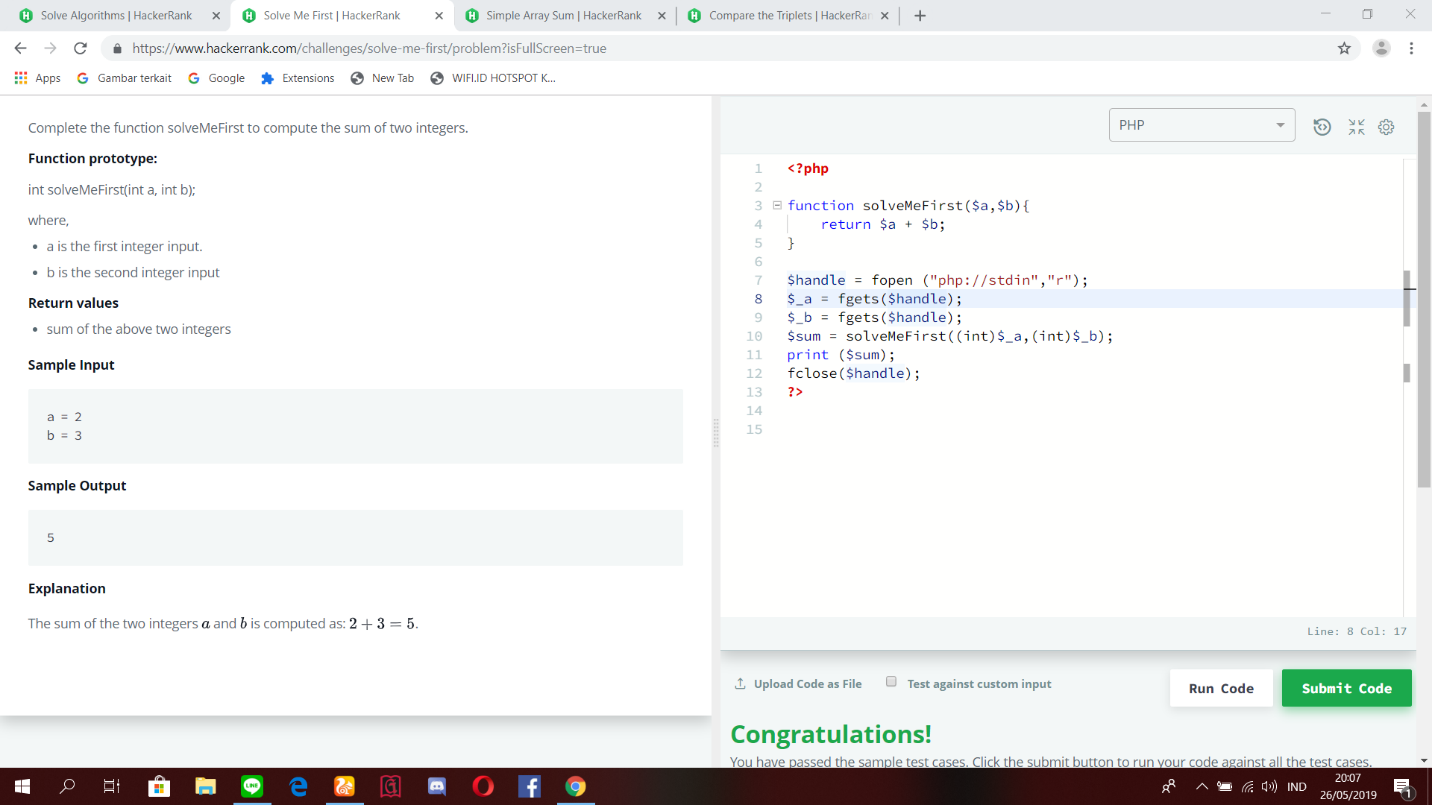 Solve Algorithms | HackerRank
Solve Me First | HackerRank
Simple Array Sum | HackerRank
Compare the Triplets | HackerRan
https://www.hackerrank.com/challenges/solve-me-first/problem?isFullScreen=true
Apps
Gambar terkait
Google
Extensions
New Tab
WIFI.ID HOTSPOT K...
Complete the function solveMeFirst to compute the sum of two integers.
Function prototype:
int solveMeFirst(int a, int b);
where,
• a is the first integer input.
• b is the second integer input
Return values
• sum of the above two integers
Sample Input
a = 2
b = 3
Sample Output
5
Explanation
The sum of the two integers a and b is computed as: 2 + 3 = 5.
PHP
1 <?php
2
3 function solveMeFirst($a,$b){
4     return $a + $b;
5 }
6
7 $handle = fopen ("php://stdin","r");
8 $_a = fgets($handle);
9 $_b = fgets($handle);
10 $sum = solveMeFirst((int)$_a,(int)$_b);
11 print ($sum);
12 fclose($handle);
13 ?>
14
15
Line: 8 Col: 17
Upload Code as File
Test against custom input
Run Code
Submit Code
Congratulations!
You have passed the sample test cases. Click the submit button to run your code against all the test cases.
LINE
IND
20:07
26/05/2019
1